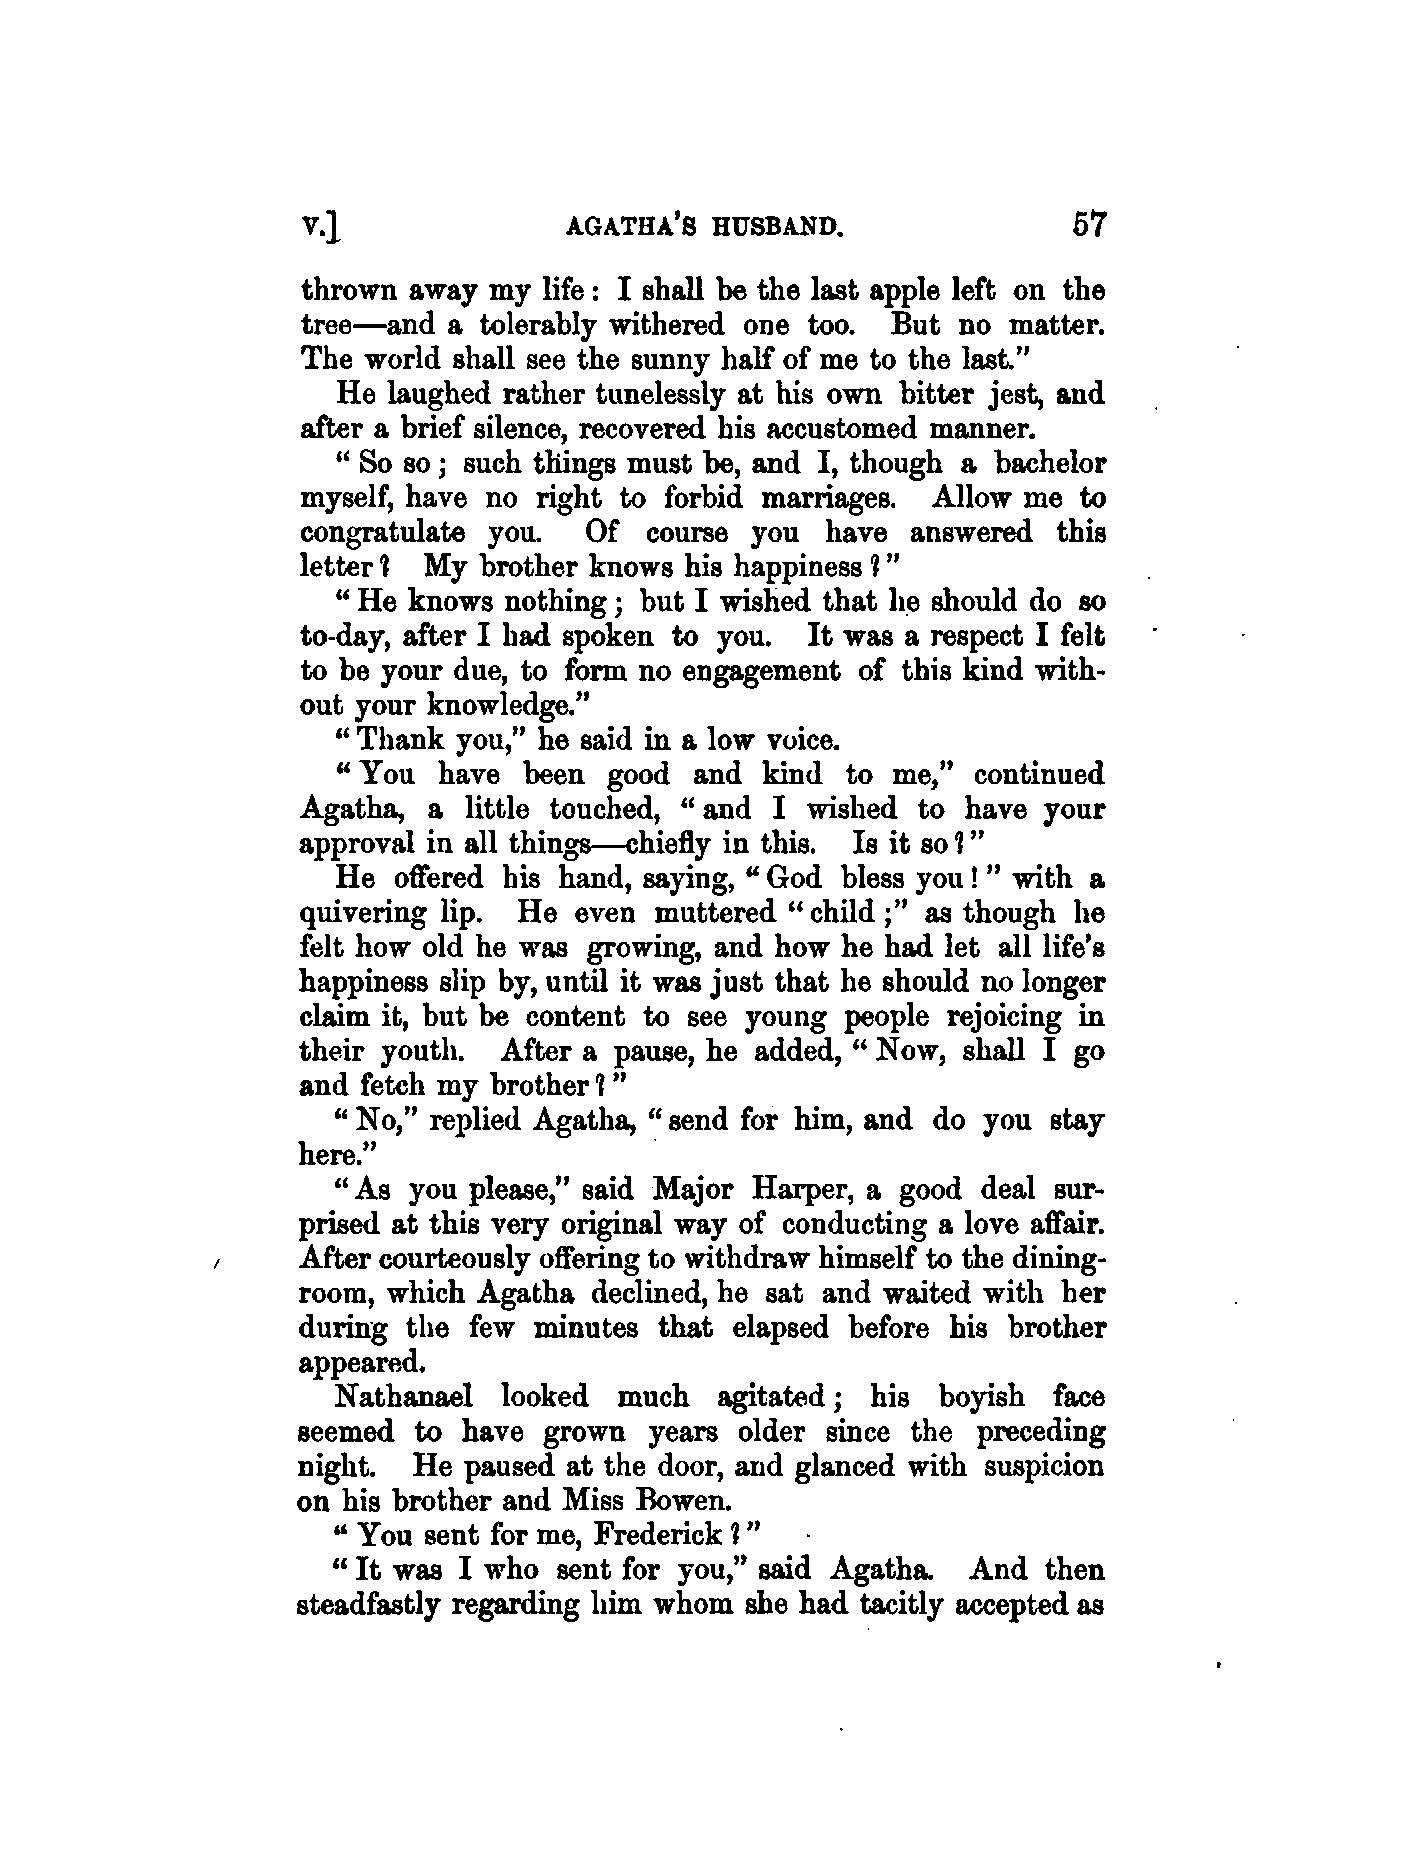 V.] AGATHA'S HUSBAND. 57
thrown away my life: I shall be the last apple left on the
tree—and a tolerably withered one too. But no matter.
The world shall see the sunny half of me to the last."
He laughed rather tunelessly at his own bitter jest, and
after a brief silence, recovered his accustomed manner.
"So so; such things must be, and I, though a bachelor
myself, have no right to forbid marriages. Allow me to
congratulate you. Of course you have answered this
letter? My brother knows his happiness?"
"He knows nothing; but I wished that he should do so
to-day, after I had spoken to you. It was a respect I felt
to be your due, to form no engagement of this kind with-
out your knowledge."
"Thank you," he said in a low voice.
"You have been good and kind to me," continued
Agatha, a little touched, "and I wished to have your
approval in all things—chiefly in this. Is it so?"
He offered his hand, saying, "God bless you!" with a
quivering lip. He even muttered "child;" as though he
felt how old he was growing, and how he had let all life's
happiness slip by, until it was just that he should no longer
claim it, but be content to see young people rejoicing in
their youth. After a pause, he added, "Now, shall I go
and fetch my brother?"
"No," replied Agatha, "send for him, and do you stay
here."
"As you please," said Major Harper, a good deal sur-
prised at this very original way of conducting a love affair.
After courteously offering to withdraw himself to the dining-
room, which Agatha declined, he sat and waited with her
during the few minutes that elapsed before his brother
appeared.
Nathanael looked much agitated; his boyish face
seemed to have grown years older since the preceding
night. He paused at the door, and glanced with suspicion
on his brother and Miss Bowen.
"You sent for me, Frederick?"
"It was I who sent for you," said Agatha. And then
steadfastly regarding him whom she had tacitly accepted as